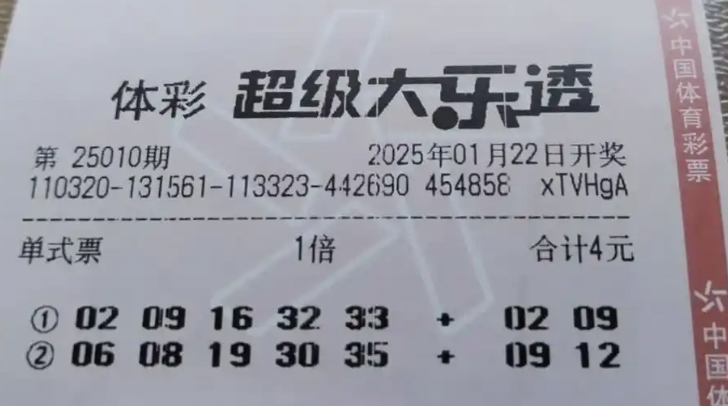 体彩 超级大乐透
第 25010期 2025年01月22日开奖
110320-131561-113323-442690 454858 xTVHgA
单式票 1倍 合计4元
① 02 09 16 32 33 + 02 09
② 06 08 19 30 35 + 09 12
中国体育彩票
中国体